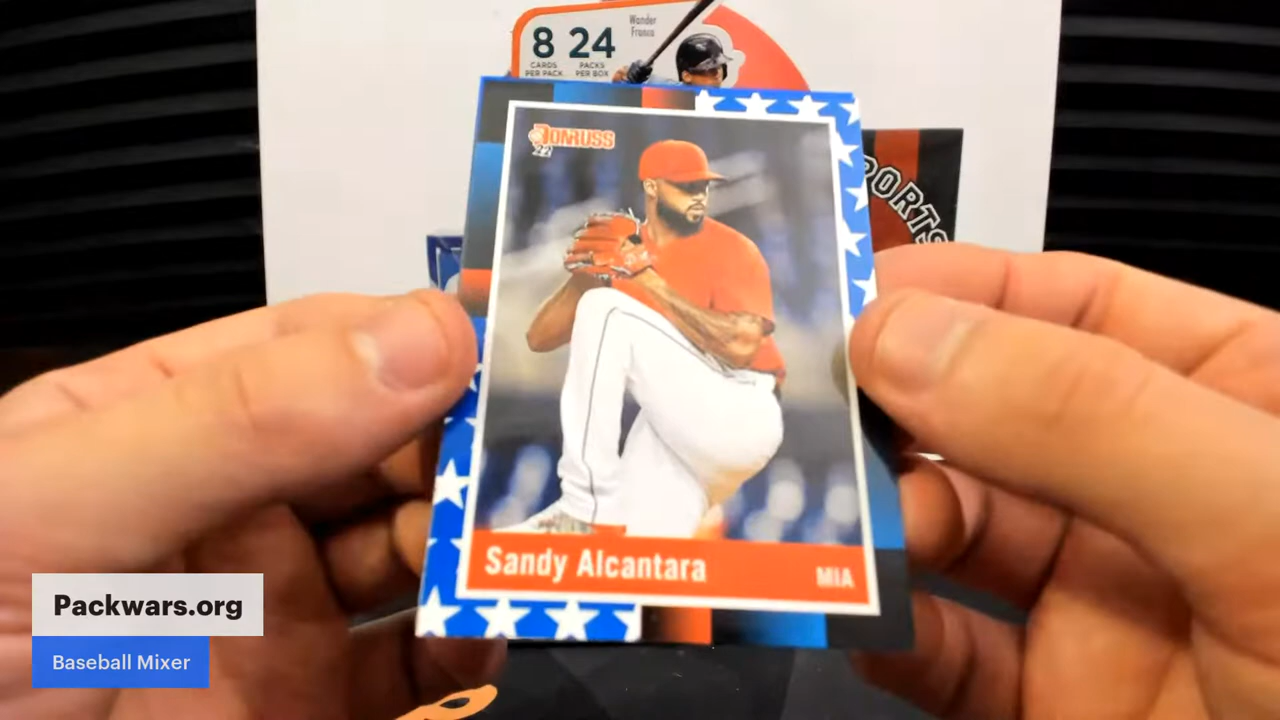 8 24
CARDS PER PACK
PACKS PER BOX
Wander Franco
DONRUSS
22
PORTS
Sandy Alcantara
MIA
Packwars.org
Baseball Mixer